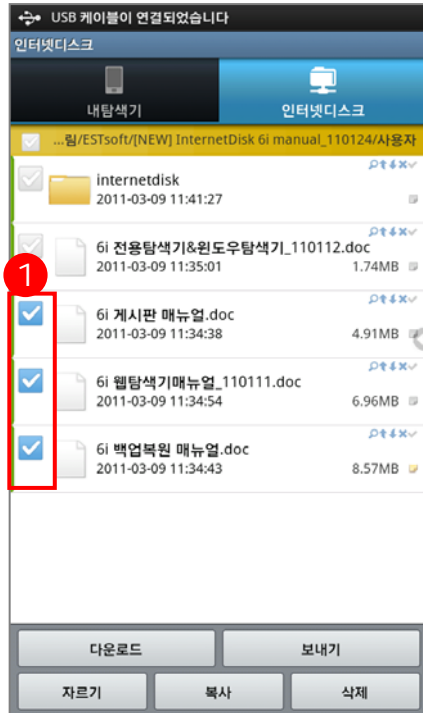 USB 케이블이 연결되었습니다
인터넷디스크
내탐색기
인터넷디스크
...림/ESTsoft/[NEW] InternetDisk 6i manual_110124/사용자
internetdisk
2011-03-09 11:41:27
6i 전용탐색기&윈도우탐색기_110112.doc
2011-03-09 11:35:01 1.74MB
1
6i 게시판 매뉴얼.doc
2011-03-09 11:34:38 4.91MB
6i 웹탐색기매뉴얼_110111.doc
2011-03-09 11:34:54 6.96MB
6i 백업복원 매뉴얼.doc
2011-03-09 11:34:43 8.57MB
다운로드 보내기
자르기 복사 삭제